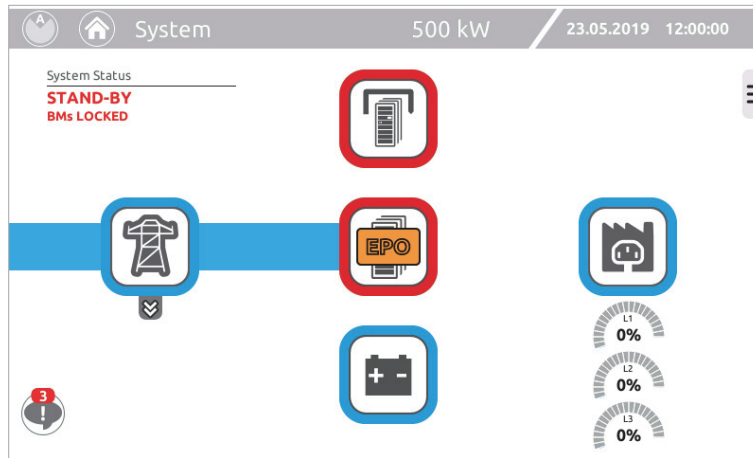 A
System
500 kW
23.05.2019 12:00:00
System Status
STAND-BY
BMs LOCKED
EPO
L1
0%
L2
0%
L3
0%
3
!